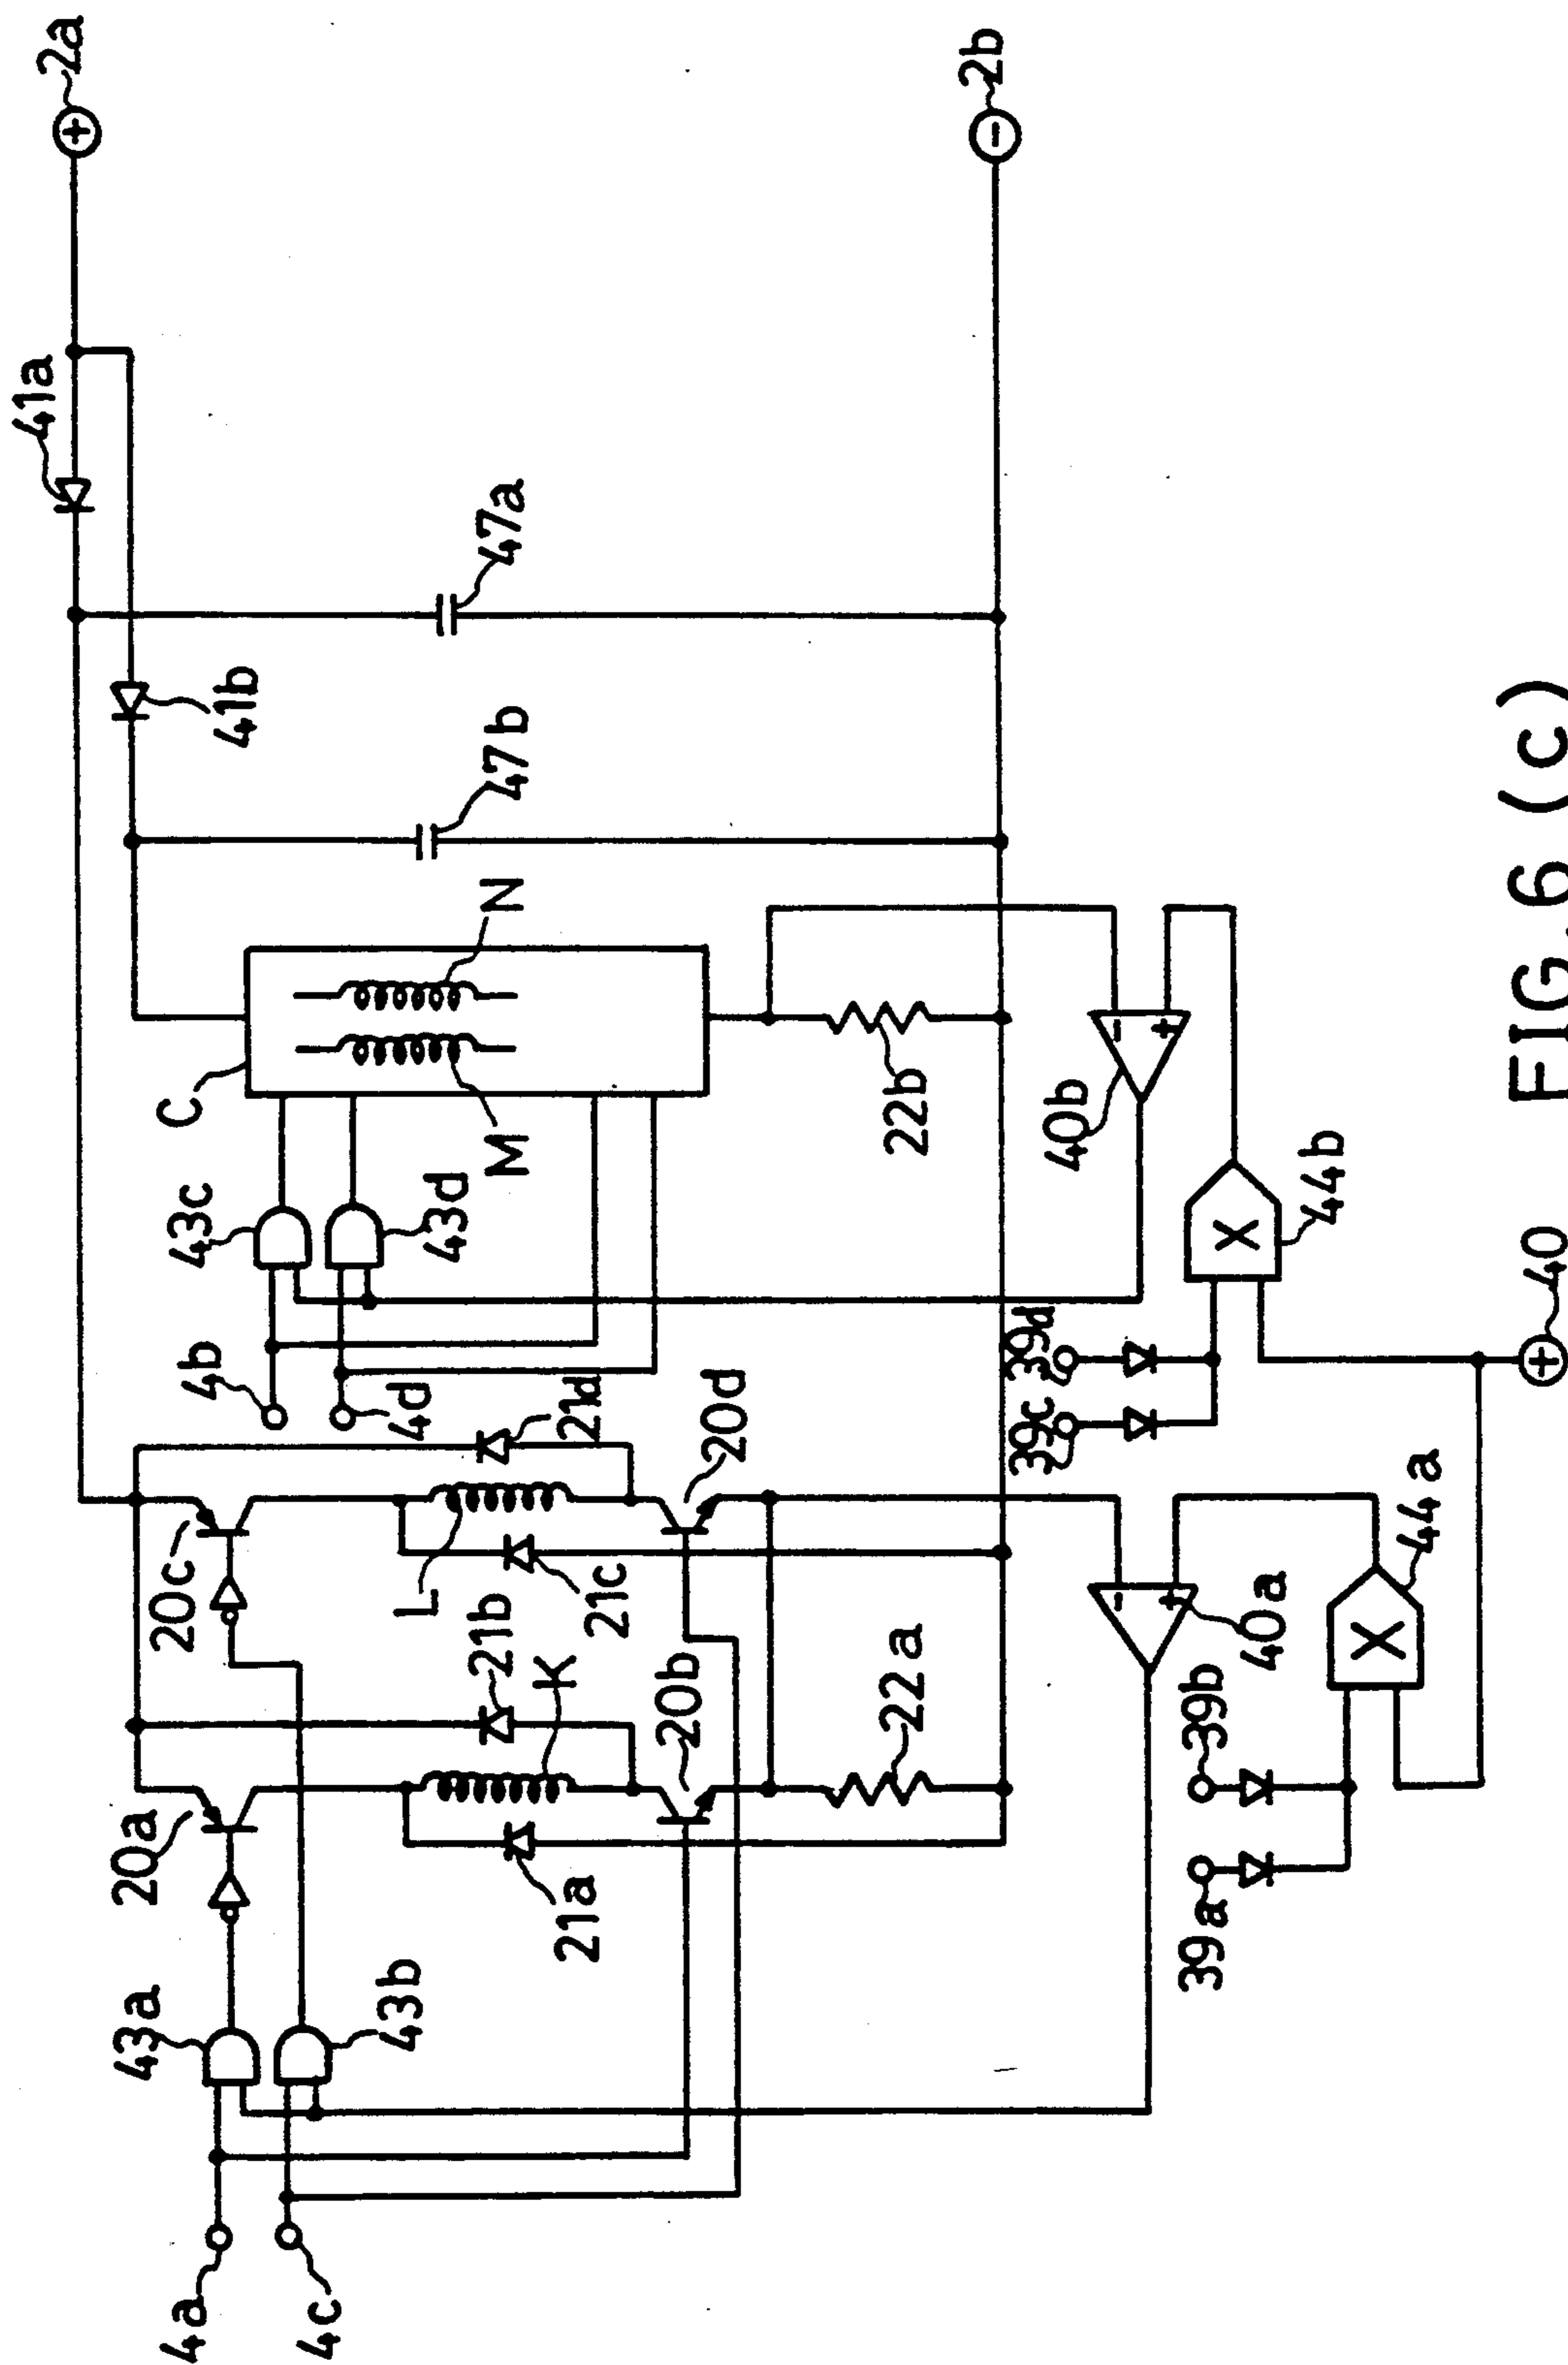 2a
41a
41b
47a
47b
2b
C
N
M
43c
43d
4b
4d
22b
40b
44b
X
39d
39c
40
20c
20d
21d
L
21c
21b
K
20a
20b
21a
22a
40a
44a
X
39b
39a
43a
43b
4a
4c
+
-
-
+
-
+
+
FIG.6 (c)